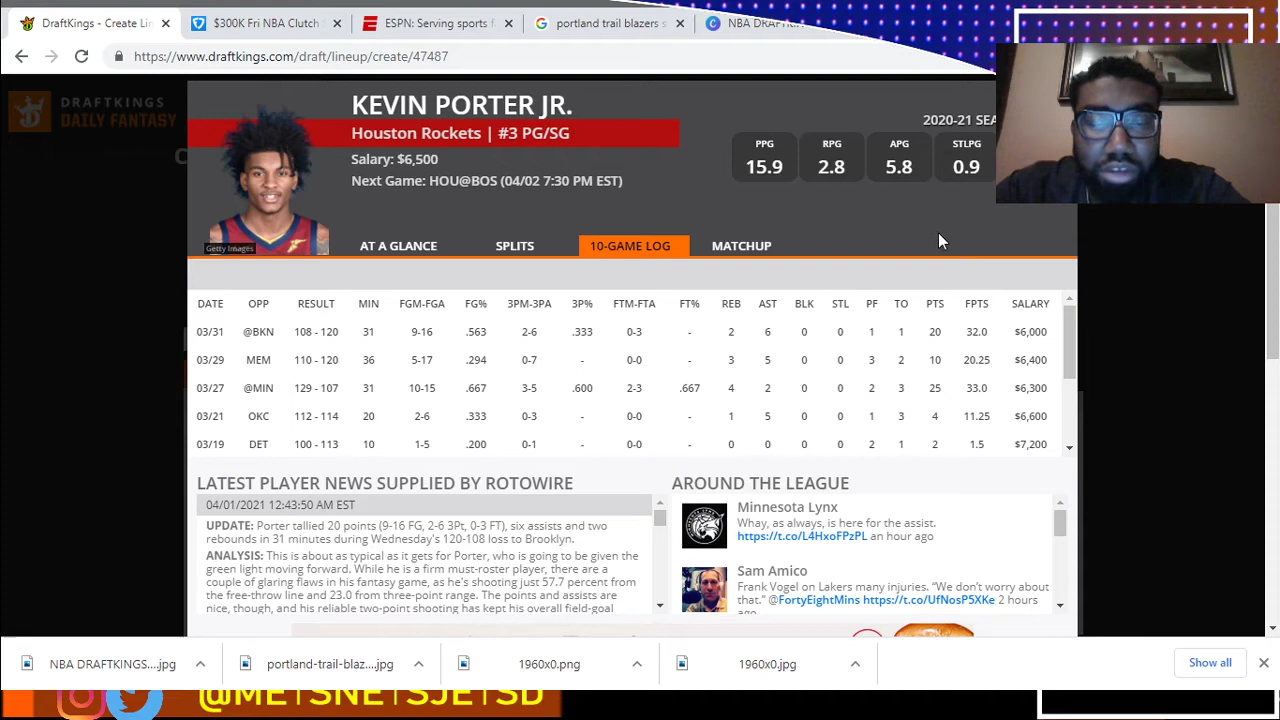 DraftKings - Create Lin
$300K Fri NBA Clutch
ESPN: Serving sports f
portland trail blazers s
NBA DRAFTKING
https://www.draftkings.com/draft/lineup/create/47487
DRAFTKINGS
DAILY FANTASY
KEVIN PORTER JR.
Houston Rockets | #3 PG/SG
Salary: $6,500
Next Game: HOU@BOS (04/02 7:30 PM EST)
2020-21 SEA
PPG RPG APG STLPG
15.9 2.8 5.8 0.9
Getty Images
AT A GLANCE SPLITS 10-GAME LOG MATCHUP
DATE OPP RESULT MIN FGM-FGA FG% 3PM-3PA 3P% FTM-FTA FT% REB AST BLK STL PF TO PTS FPTS SALARY
03/31 @BKN 108 - 120 31 9-16 .563 2-6 .333 0-3 - 2 6 0 0 1 1 20 32.0 $6,000
03/29 MEM 110 - 120 36 5-17 .294 0-7 - 0-0 - 3 5 0 0 3 2 10 20.25 $6,400
03/27 @MIN 129 - 107 31 10-15 .667 3-5 .600 2-3 .667 4 2 0 0 2 3 25 33.0 $6,300
03/21 OKC 112 - 114 20 2-6 .333 0-3 - 0-0 - 1 5 0 0 1 3 4 11.25 $6,600
03/19 DET 100 - 113 10 1-5 .200 0-1 - 0-0 - 0 0 0 0 2 1 2 1.5 $7,200
LATEST PLAYER NEWS SUPPLIED BY ROTOWIRE
04/01/2021 12:43:50 AM EST
UPDATE: Porter tallied 20 points (9-16 FG, 2-6 3Pt, 0-3 FT), six assists and two
rebounds in 31 minutes during Wednesday's 120-108 loss to Brooklyn.
ANALYSIS: This is about as typical as it gets for Porter, who is going to be given the
green light moving forward. While he is a firm must-roster player, there are a
couple of glaring flaws in his fantasy game, as he's shooting just 57.7 percent from
the free-throw line and 23.0 from three-point range. The points and assists are
nice, though, and his reliable two-point shooting has kept his overall field-goal
AROUND THE LEAGUE
Minnesota Lynx
Whay, as always, is here for the assist.
https://t.co/L4HxoFPzPL an hour ago
Sam Amico
Frank Vogel on Lakers many injuries. “We don’t worry about
that.” @FortyEightMins https://t.co/UfNosP5XKe 2 hours
ago
NBA DRAFTKINGS....jpg
portland-trail-blaz....jpg
1960x0.png
1960x0.jpg
Show all